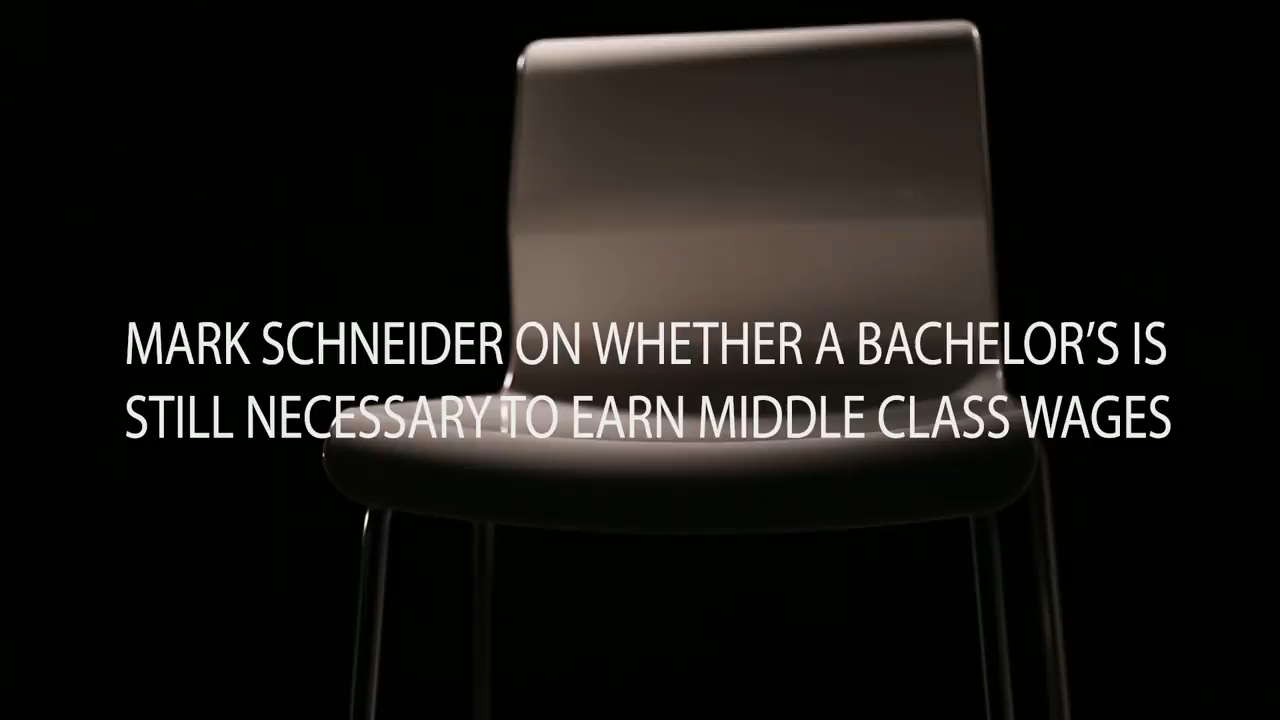 MARK SCHNEIDER ON WHETHER A BACHELOR’S IS
STILL NECESSARY TO EARN MIDDLE CLASS WAGES